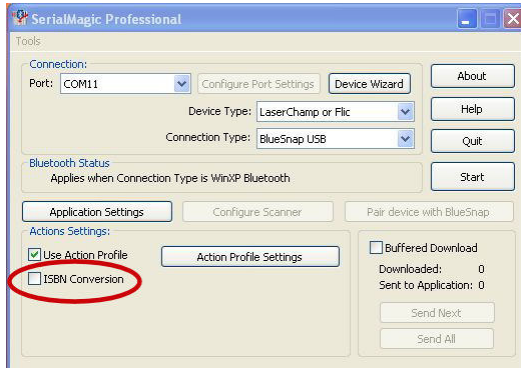 SerialMagic Professional
Tools
Connection:
Port: COM11 Configure Port Settings Device Wizard About
Device Type: LaserChamp or Flic Help
Connection Type: BlueSnap USB Quit
Bluetooth Status
Applies when Connection Type is WinXP Bluetooth Start
Application Settings Configure Scanner Pair device with BlueSnap
Actions Settings:
Use Action Profile Action Profile Settings Buffered Download
ISBN Conversion Downloaded: 0
Sent to Application: 0
Send Next
Send All